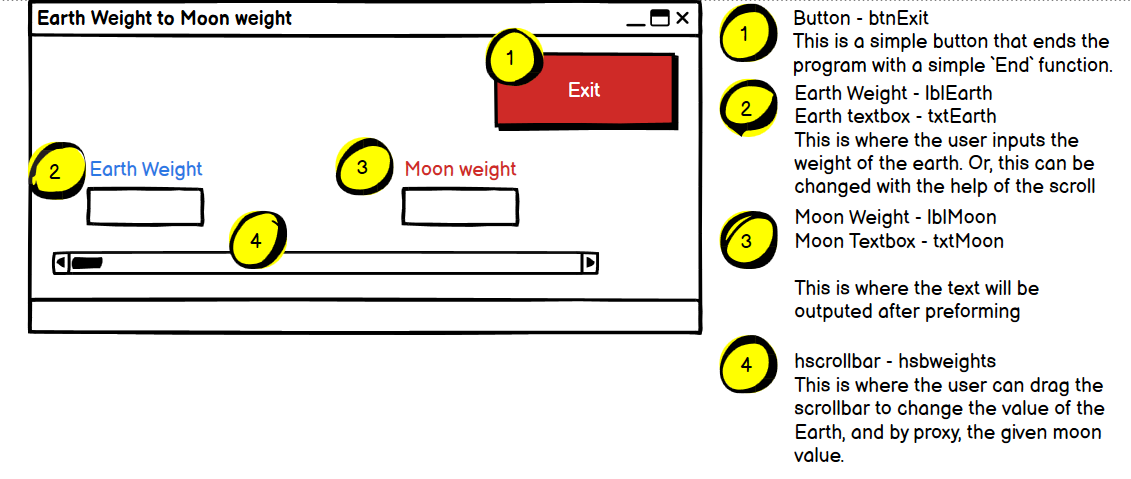 Earth Weight to Moon weight
1
Exit
2
Earth Weight
3
Moon weight
4
1
Button - btnExit
This is a simple button that ends the
program with a simple `End` function.
2
Earth Weight - lblEarth
Earth textbox - txtEarth
This is where the user inputs the
weight of the earth. Or, this can be
changed with the help of the scroll
3
Moon Weight - lblMoon
Moon Textbox - txtMoon
This is where the text will be
outputed after preforming
4
hscrollbar - hsbweights
This is where the user can drag the
scrollbar to change the value of the
Earth, and by proxy, the given moon
value.